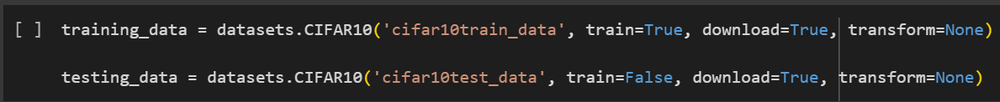 [ ] training_data = datasets.CIFAR10('cifar10train_data', train=True, download=True, transform=None)
testing_data = datasets.CIFAR10('cifar10test_data', train=False, download=True, transform=None)